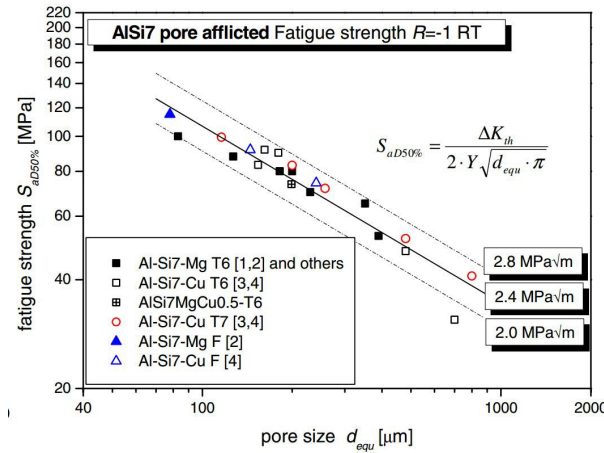 AlSi7 pore afflicted Fatigue strength R=-1 RT
fatigue strength S_aD50% [MPa]
220
200
180
160
140
120
100
80
60
40
20
S_aD50% = ΔK_th / (2 · Y√(d_equ · π))
Al-Si7-Mg T6 [1,2] and others
Al-Si7-Cu T6 [3,4]
AlSi7MgCu0.5-T6
Al-Si7-Cu T7 [3,4]
Al-Si7-Mg F [2]
Al-Si7-Cu F [4]
2.8 MPa√m
2.4 MPa√m
2.0 MPa√m
40 100 1000 2000
pore size d_equ [μm]